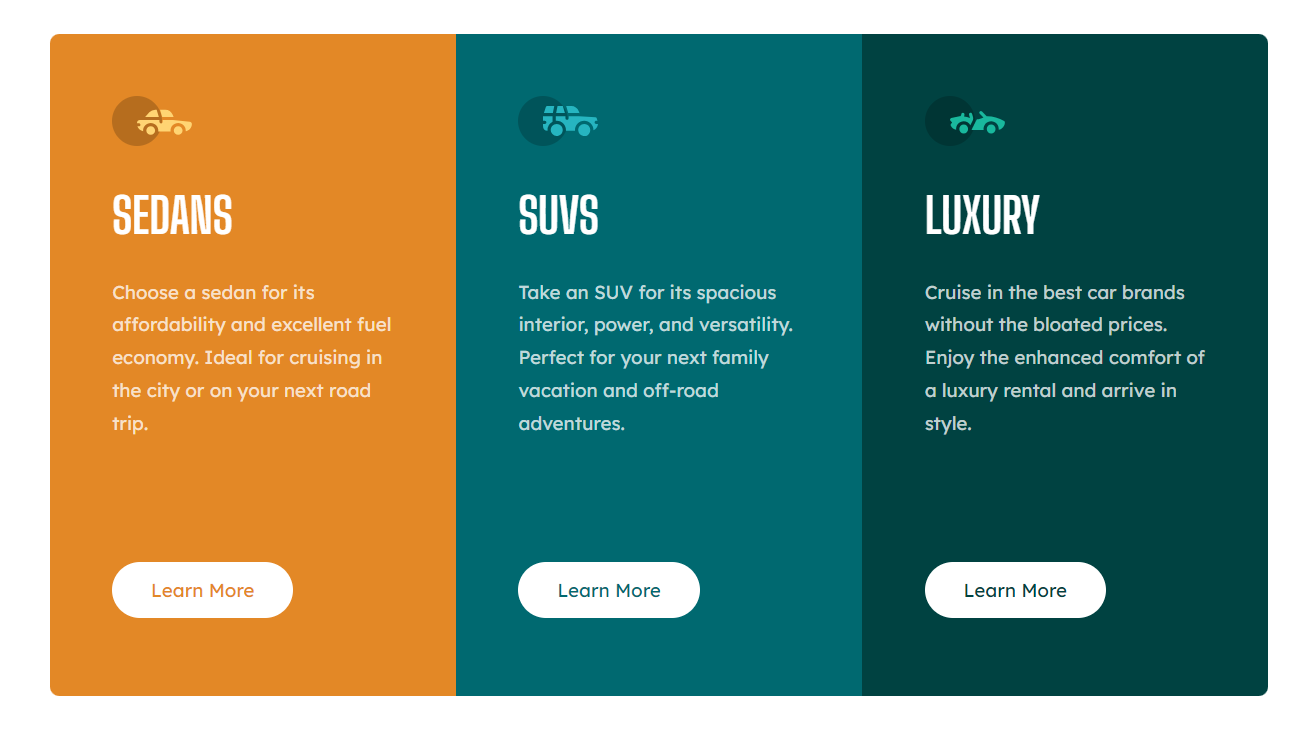 SEDANS
Choose a sedan for its
affordability and excellent fuel
economy. Ideal for cruising in
the city or on your next road
trip.
Learn More
SUVS
Take an SUV for its spacious
interior, power, and versatility.
Perfect for your next family
vacation and off-road
adventures.
Learn More
LUXURY
Cruise in the best car brands
without the bloated prices.
Enjoy the enhanced comfort of
a luxury rental and arrive in
style.
Learn More